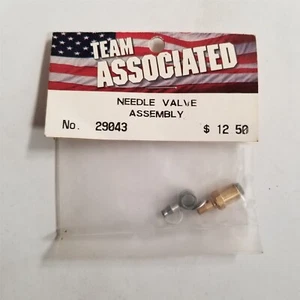 TEAM
ASSOCIATED
NEEDLE VALVE
ASSEMBLY
No. 29043 $ 12 50